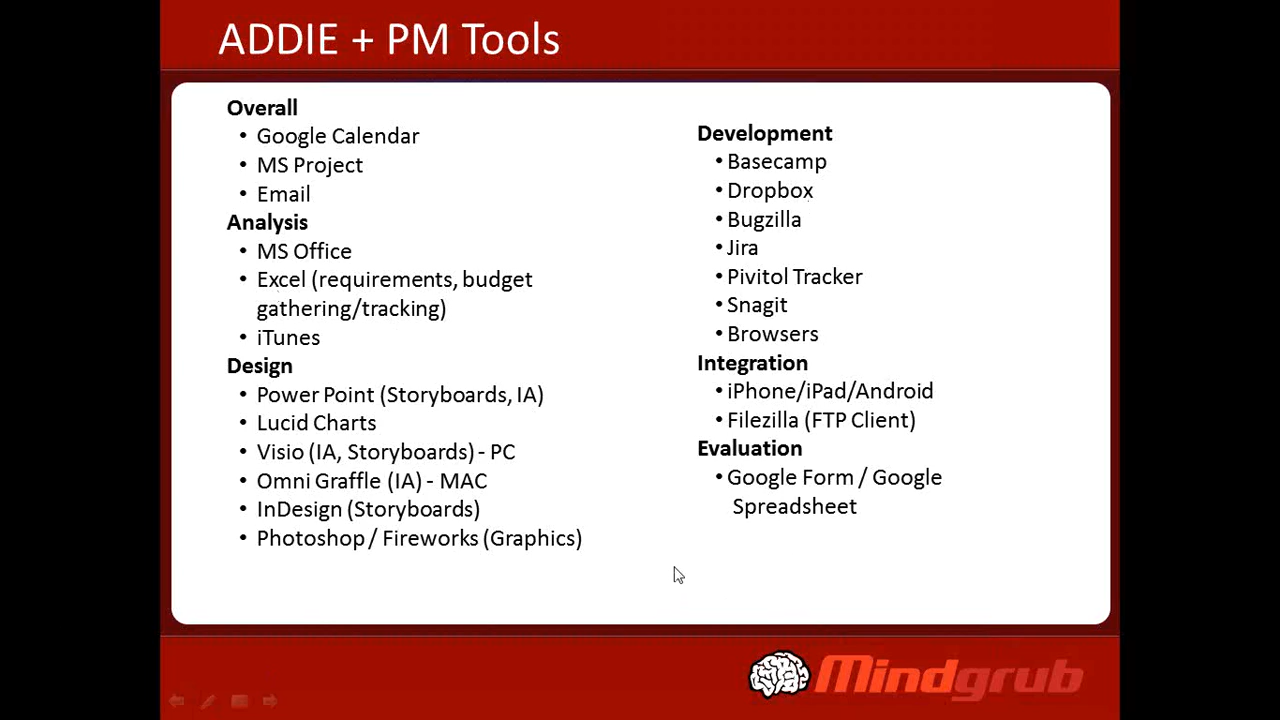 ADDIE + PM Tools
Overall
• Google Calendar
• MS Project
• Email
Analysis
• MS Office
• Excel (requirements, budget
gathering/tracking)
• iTunes
Design
• Power Point (Storyboards, IA)
• Lucid Charts
• Visio (IA, Storyboards) - PC
• Omni Graffle (IA) - MAC
• InDesign (Storyboards)
• Photoshop / Fireworks (Graphics)
Development
• Basecamp
• Dropbox
• Bugzilla
• Jira
• Pivitol Tracker
• Snagit
• Browsers
Integration
• iPhone/iPad/Android
• Filezilla (FTP Client)
Evaluation
• Google Form / Google
Spreadsheet
Mindgrub